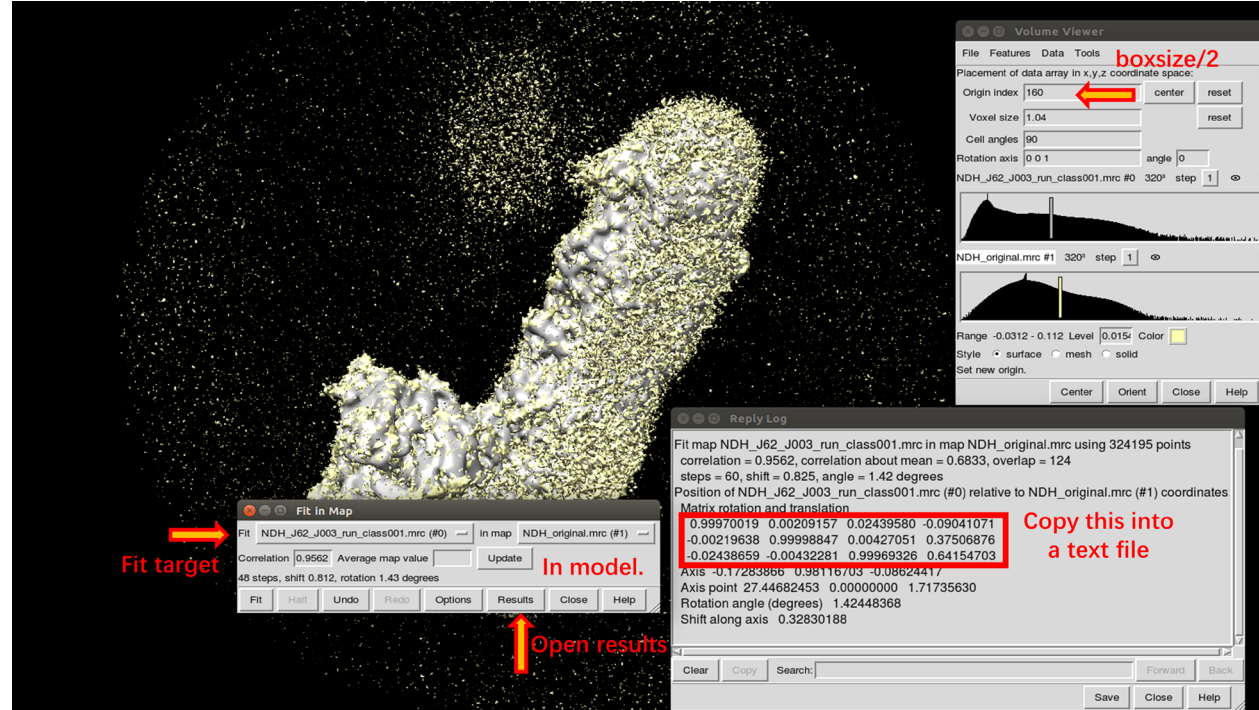 Volume Viewer
File Features Data Tools
boxsize/2
Placement of data array in x,y,z coordinate space:
Origin index 160 center reset
Voxel size 1.04 reset
Cell angles 90
Rotation axis 0 0 1 angle 0
NDH_J62_J003_run_class001.mrc #0 320³ step 1
NDH_original.mrc #1 320³ step 1
Range -0.0312 - 0.112 Level 0.0154 Color
Style surface mesh solid
Set new origin.
Center Orient Close Help
Reply Log
Fit map NDH_J62_J003_run_class001.mrc in map NDH_original.mrc using 324195 points
correlation = 0.9562, correlation about mean = 0.6833, overlap = 124
steps = 60, shift = 0.825, angle = 1.42 degrees
Position of NDH_J62_J003_run_class001.mrc (#0) relative to NDH_original.mrc (#1) coordinates
Matrix rotation and translation
0.99970019 0.00209157 0.02439580 -0.09041071
-0.00219638 0.99998847 0.00427051 0.37506876
-0.02438659 -0.00432281 0.99969326 0.64154703
Axis -0.17283866 0.98116703 -0.08624417
Axis point 27.44682453 0.00000000 1.71735630
Rotation angle (degrees) 1.42448368
Shift along axis 0.32830188
Copy this into
a text file
Clear Copy Search: Forward Back
Save Close Help
Fit in Map
Fit NDH_J62_J003_run_class001.mrc (#0) in map NDH_original.mrc (#1)
Correlation 0.9562 Average map value Update
48 steps, shift 0.812, rotation 1.43 degrees
Fit Halt Undo Redo Options Results Close Help
Fit target
In model.
Open results